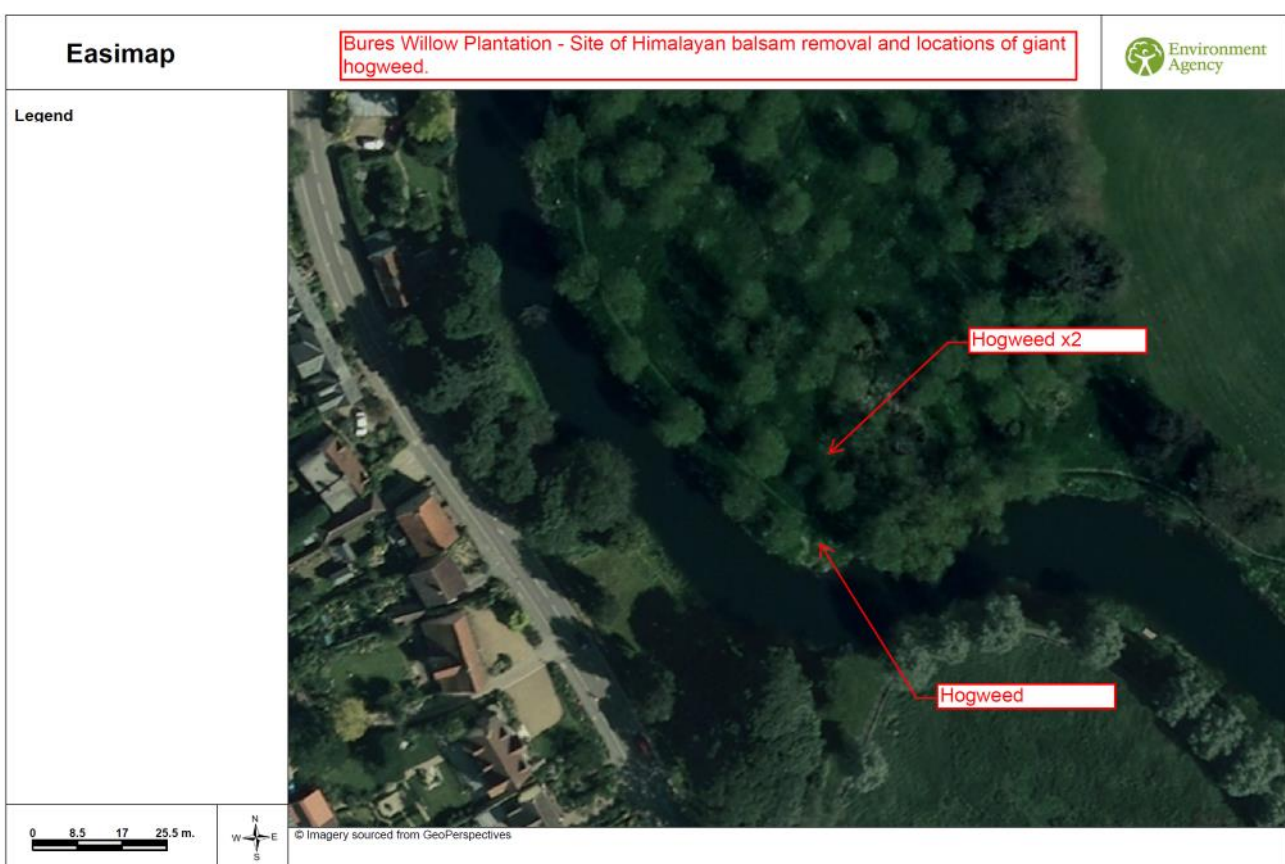 Easimap
Bures Willow Plantation - Site of Himalayan balsam removal and locations of giant
hogweed.
Environment
Agency
Legend
Hogweed x2
Hogweed
0 8.5 17 25.5 m.
N
W E
S
© Imagery sourced from GeoPerspectives